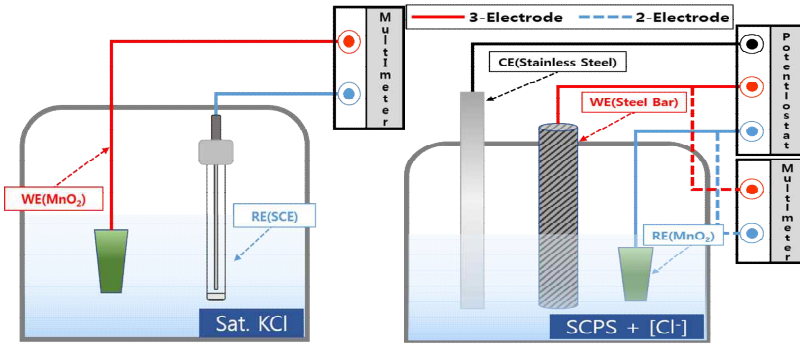 3-Electrode
2-Electrode
MultImeter
WE(MnO₂)
RE(SCE)
Sat. KCl
CE(Stainless Steel)
WE(Steel Bar)
RE(MnO₂)
PotentIostat
MultImeter
SCPS + [Cl⁻]